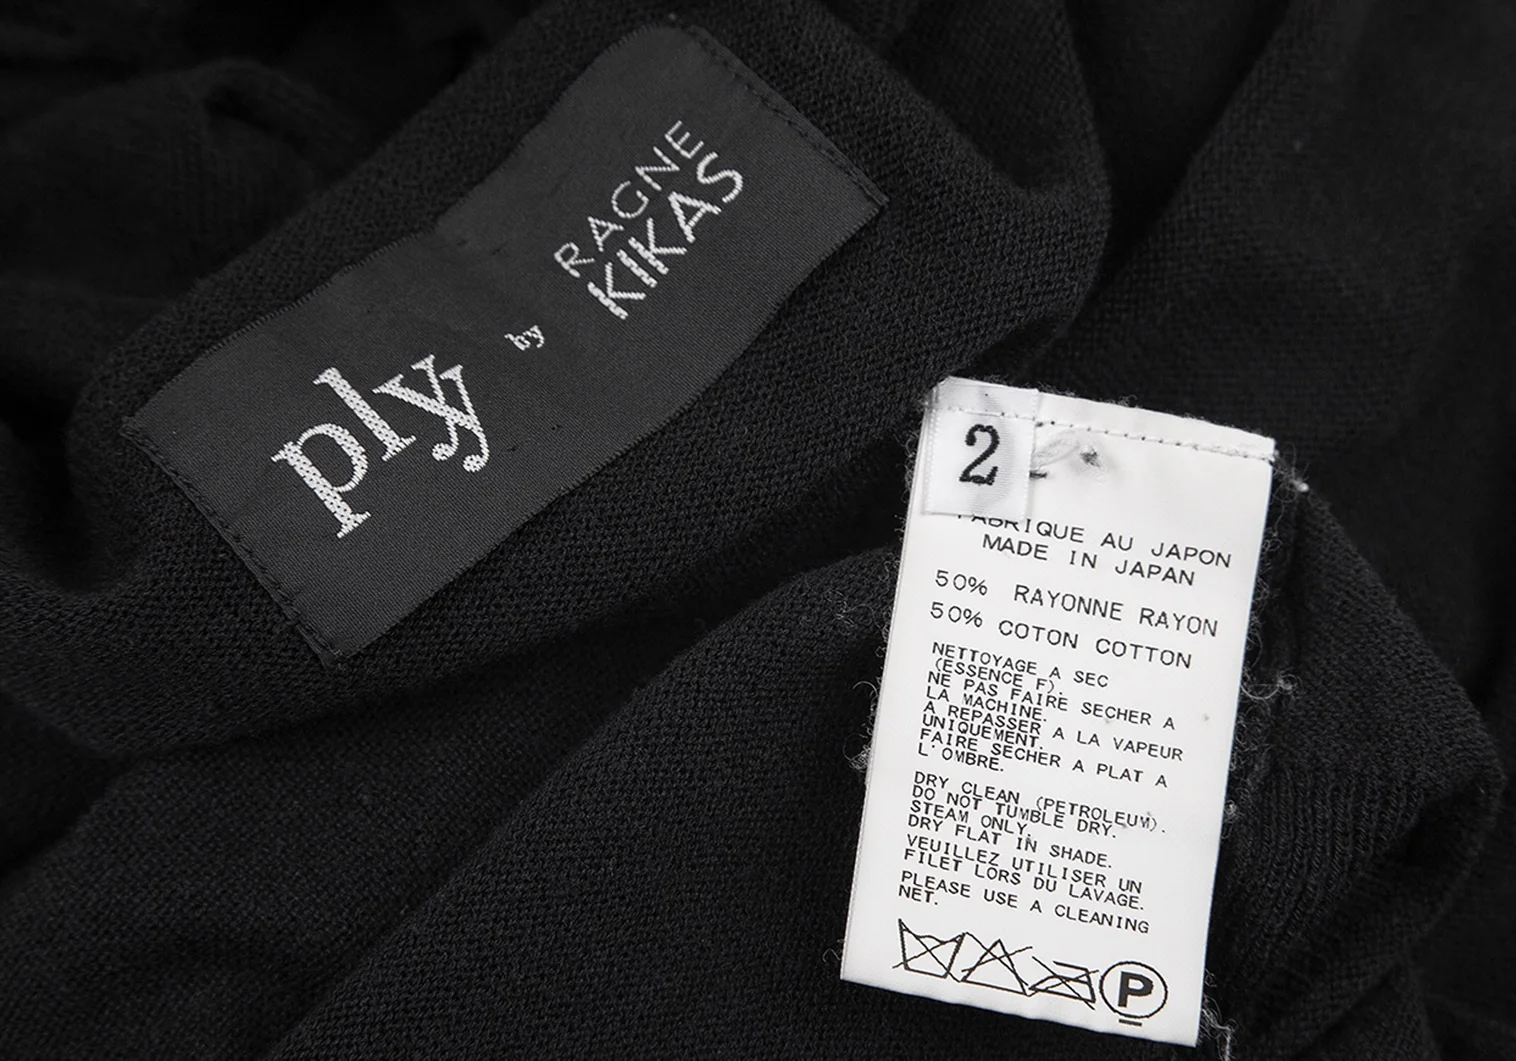 plyy
by
RAGNE
KIKAS
2
FABRIQUE AU JAPON
MADE IN JAPAN
50% RAYONNE RAYON
50% COTON COTTON
NETTOYAGE A SEC
(ESSENCE F).
NE PAS FAIRE SECHER A
LA MACHINE.
A REPASSER A LA VAPEUR
UNIQUEMENT.
FAIRE SECHER A PLAT A
L'OMBRE.
DRY CLEAN (PETROLEUM).
DO NOT TUMBLE DRY.
STEAM ONLY.
DRY FLAT IN SHADE.
VEUILLEZ UTILISER UN
FILET LORS DU LAVAGE.
PLEASE USE A CLEANING
NET.
P